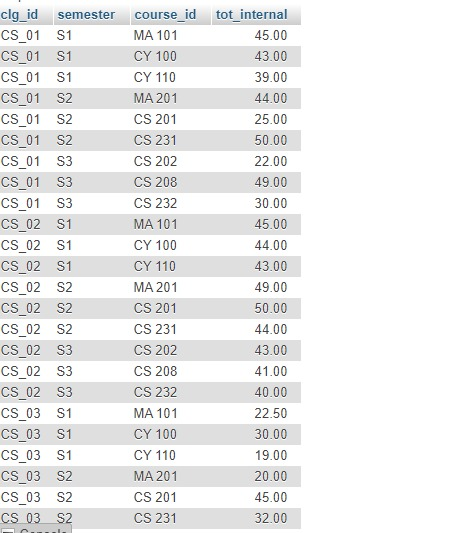 clg_id semester course_id tot_internal
CS_01 S1 MA 101 45.00
CS_01 S1 CY 100 43.00
CS_01 S1 CY 110 39.00
CS_01 S2 MA 201 44.00
CS_01 S2 CS 201 25.00
CS_01 S2 CS 231 50.00
CS_01 S3 CS 202 22.00
CS_01 S3 CS 208 49.00
CS_01 S3 CS 232 30.00
CS_02 S1 MA 101 45.00
CS_02 S1 CY 100 44.00
CS_02 S1 CY 110 43.00
CS_02 S2 MA 201 49.00
CS_02 S2 CS 201 50.00
CS_02 S2 CS 231 44.00
CS_02 S3 CS 202 43.00
CS_02 S3 CS 208 41.00
CS_02 S3 CS 232 40.00
CS_03 S1 MA 101 22.50
CS_03 S1 CY 100 30.00
CS_03 S1 CY 110 19.00
CS_03 S2 MA 201 20.00
CS_03 S2 CS 201 45.00
CS_03 S2 CS 231 32.00
Console